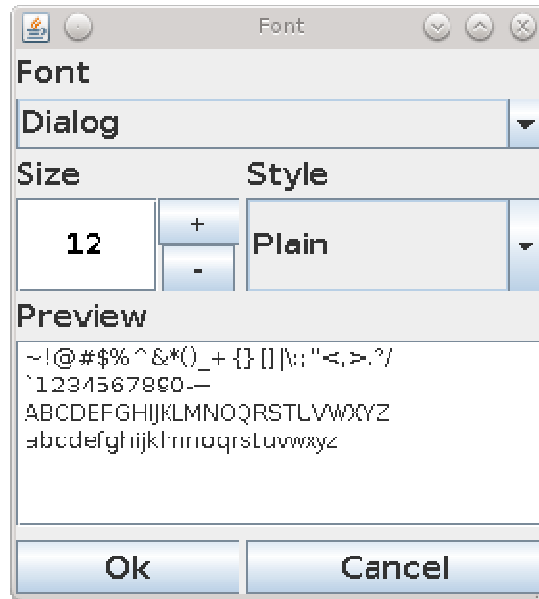 Font
Font
Dialog
Size
Style
12
+
-
Plain
Preview
~!@#$%^&*()_+{}[]|\:;"<,>.?/
`1234567890-=
ABCDEFGHIJKLMNOQRSTUVWXYZ
abcdefghijklmnoqrstuvwxyz
Ok
Cancel